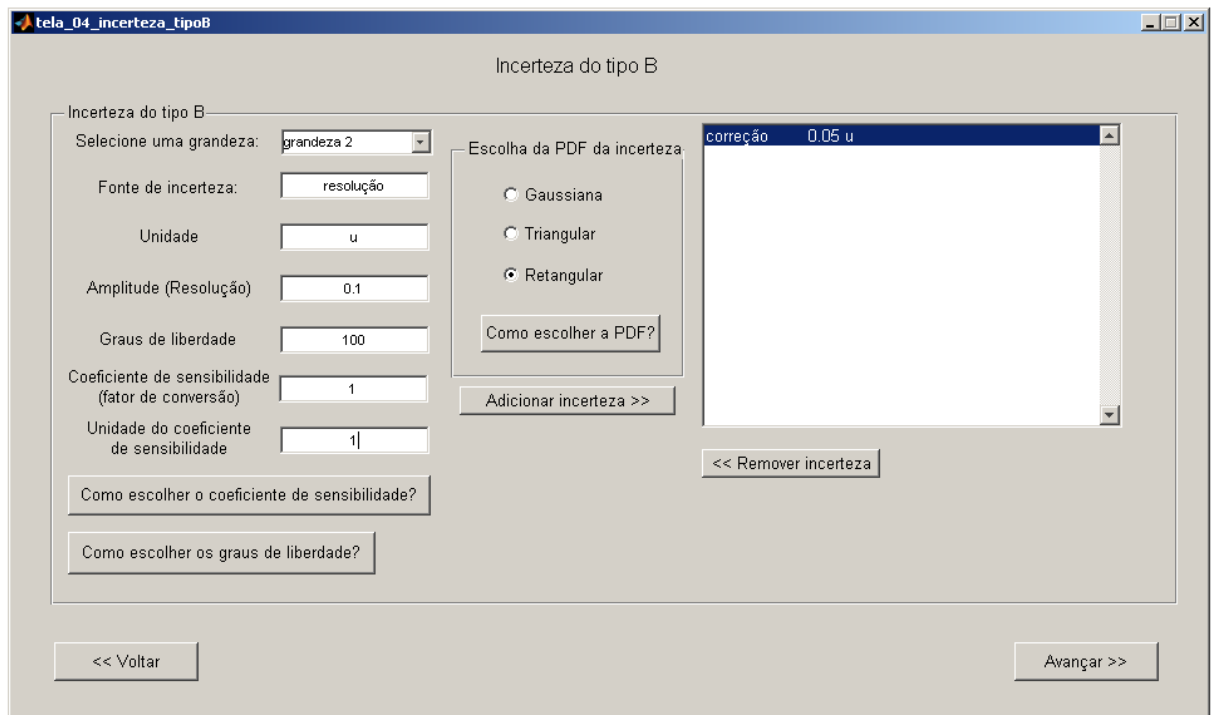 tela_04_incerteza_tipoB
Incerteza do tipo B
Incerteza do tipo B
Selecione uma grandeza:
grandeza 2
Fonte de incerteza:
resolução
Unidade
u
Amplitude (Resolução)
0.1
Graus de liberdade
100
Coeficiente de sensibilidade
(fator de conversão)
1
Unidade do coeficiente
de sensibilidade
1
Como escolher o coeficiente de sensibilidade?
Como escolher os graus de liberdade?
Escolha da PDF da incerteza
Gaussiana
Triangular
Retangular
Como escolher a PDF?
Adicionar incerteza >>
correção 0.05 u
<< Remover incerteza
<< Voltar
Avançar >>